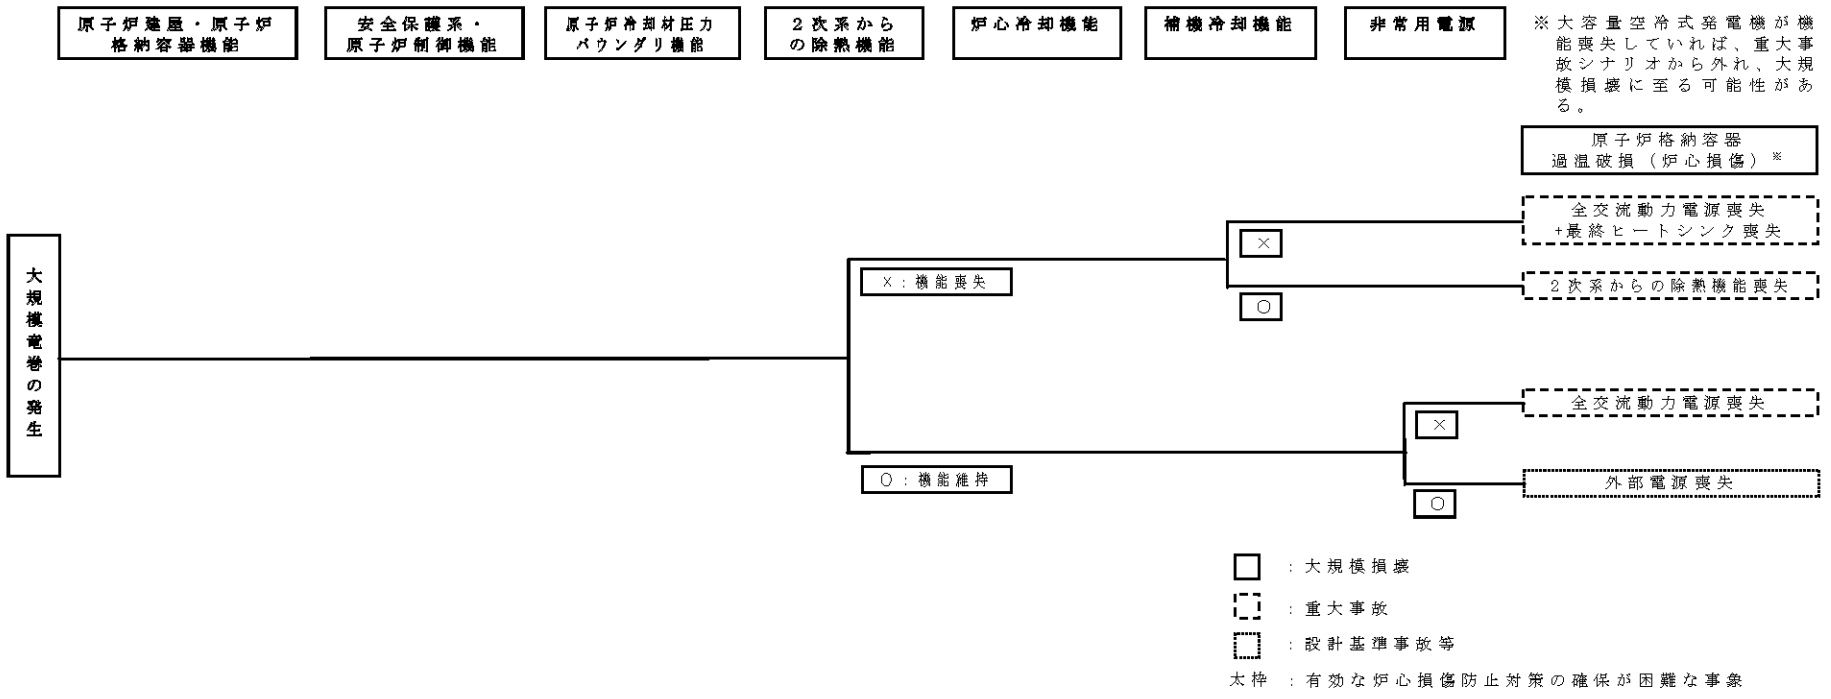 原子炉建屋・原子炉
格納容器機能
安全保護系・
原子炉制御機能
原子炉冷却材圧力
バウンダリ機能
2次系から
の除熱機能
炉心冷却機能
補機冷却機能
非常用電源
※大容量空冷式発電機が機
能喪失していれば、重大事
故シナリオから外れ、大規
模損壊に至る可能性があ
る。
原子炉格納容器
過温破損（炉心損傷）※
全交流動力電源喪失
+最終ヒートシンク喪失
×
大規模竜巻の発生
×：機能喪失
2次系からの除熱機能喪失
○
全交流動力電源喪失
×
○：機能維持
外部電源喪失
○
：大規模損壊
：重大事故
：設計基準事故等
太枠：有効な炉心損傷防止対策の確保が困難な事象